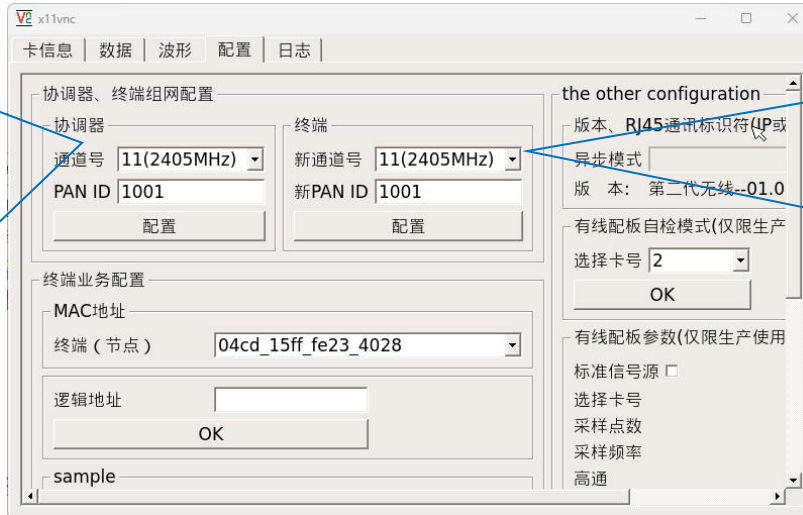 x11vnc
卡信息 数据 波形 配置 日志
协调器、终端组网配置
协调器
通道号 11(2405MHz)
PAN ID 1001
配置
终端
新通道号 11(2405MHz)
新PAN ID 1001
配置
终端业务配置
MAC地址
终端（节点） 04cd_15ff_fe23_4028
逻辑地址
OK
sample
the other configuration
版本、RJ45通讯标识符(IP或
异步模式
版 本: 第二代无线--01.0
有线配板自检模式(仅限生产
选择卡号 2
OK
有线配板参数(仅限生产使用
标准信号源
选择卡号
采样点数
采样频率
高通